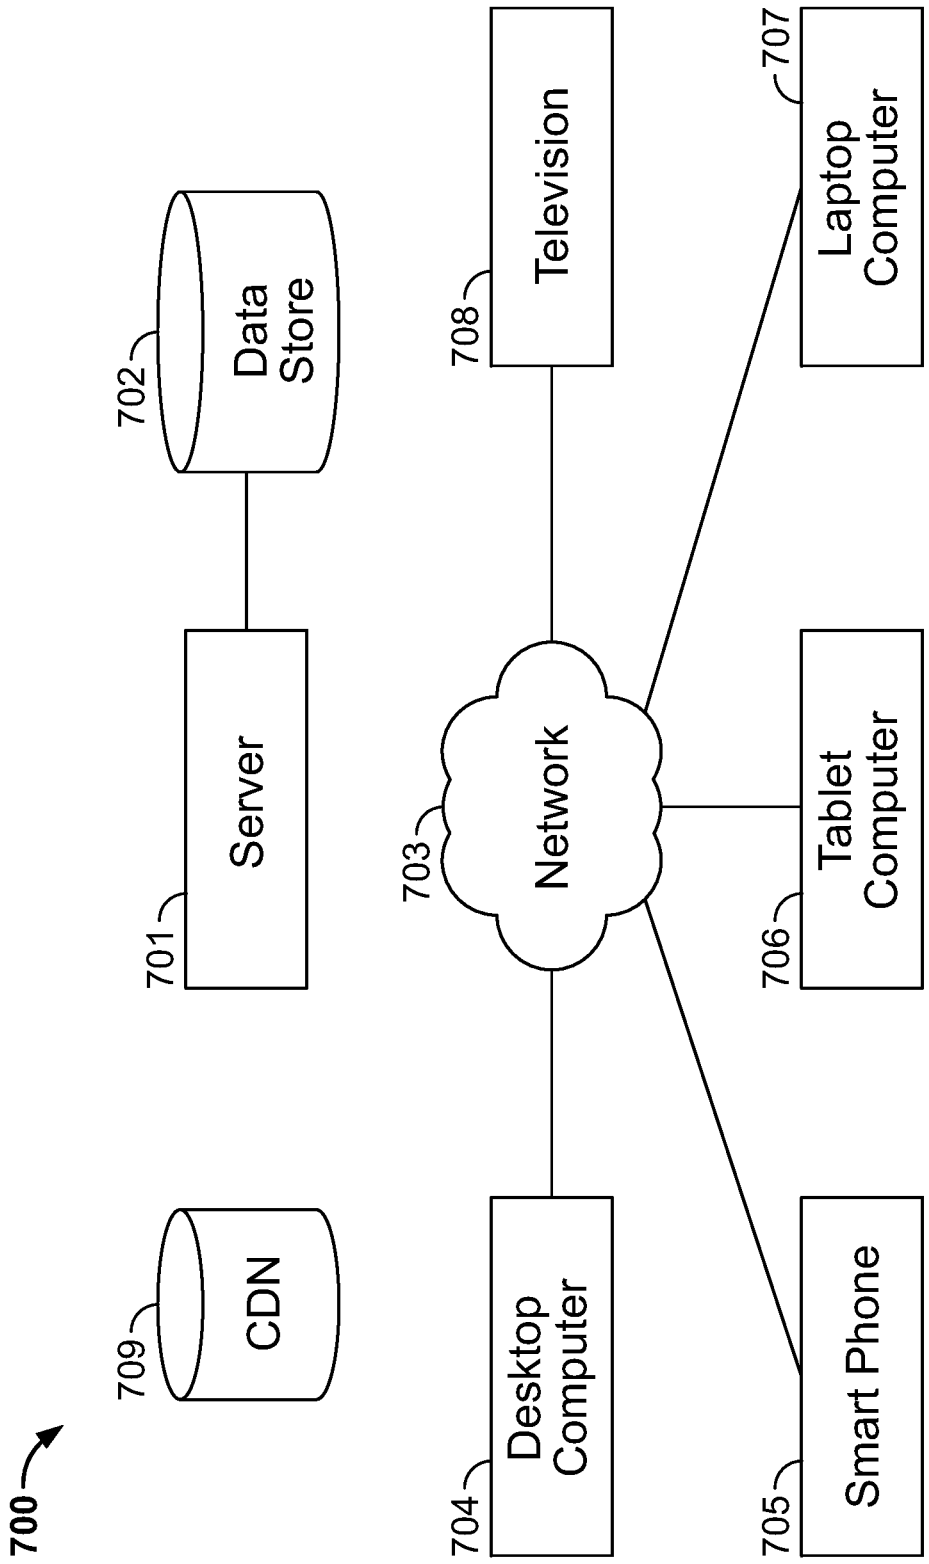 700
709
CDN
701
Server
702
Data
Store
704
Desktop
Computer
703
Network
708
Television
705
Smart Phone
706
Tablet
Computer
707
Laptop
Computer